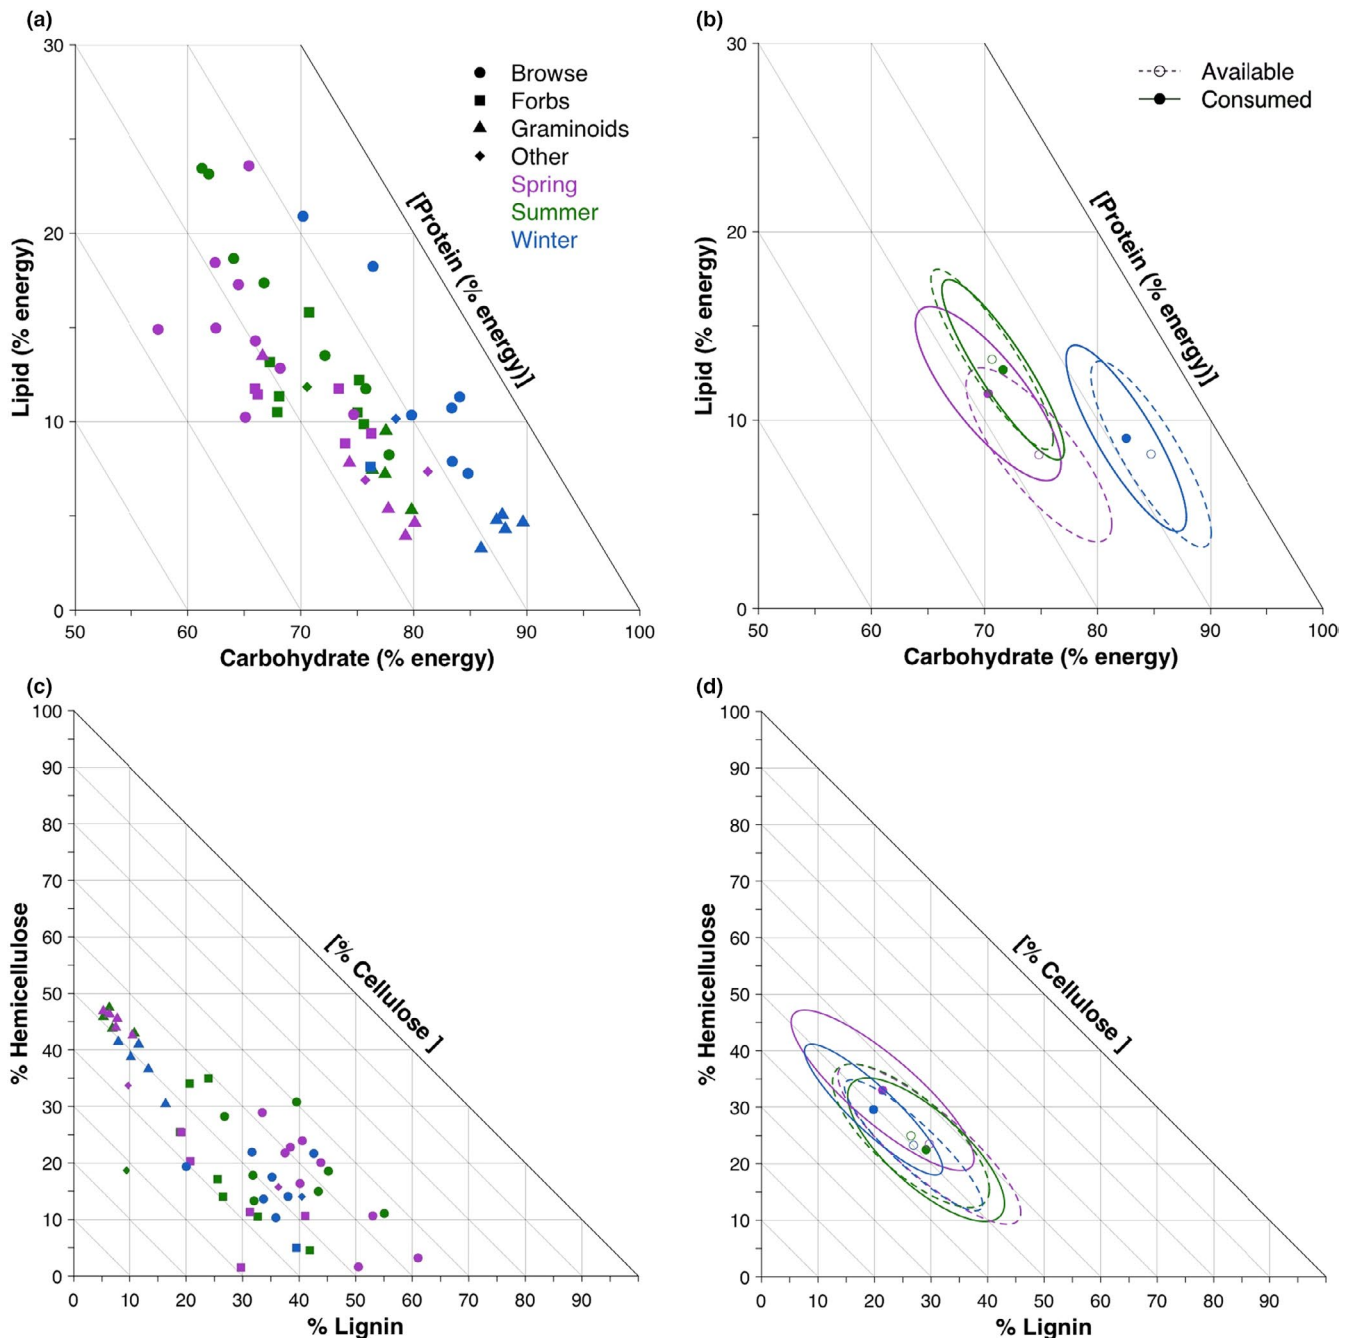 (a)
30
20
10
0
50 60 70 80 90 100
Lipid (% energy)
Carbohydrate (% energy)
[Protein (% energy)]
Browse
Forbs
Graminoids
Other
Spring
Summer
Winter
(b)
30
20
10
0
50 60 70 80 90 100
Lipid (% energy)
Carbohydrate (% energy)
[Protein (% energy)]
Available
Consumed
(c)
100
90
80
70
60
50
40
30
20
10
0
0 10 20 30 40 50 60 70 80 90
% Hemicellulose
% Lignin
[% Cellulose ]
(d)
100
90
80
70
60
50
40
30
20
10
0
0 10 20 30 40 50 60 70 80 90
% Hemicellulose
% Lignin
[% Cellulose ]